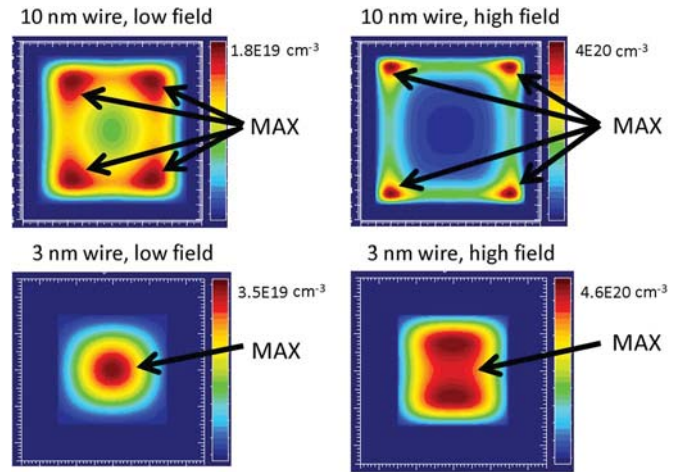 10 nm wire, low field
10 nm wire, high field
1.8E19 cm-3
4E20 cm-3
MAX
MAX
3 nm wire, low field
3 nm wire, high field
3.5E19 cm-3
4.6E20 cm-3
MAX
MAX